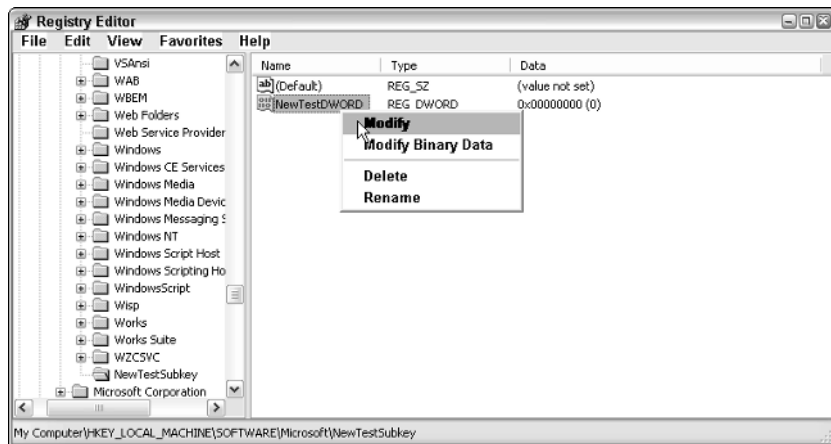 Registry Editor
File Edit View Favorites Help
VSAnsi
WAB
WBEM
Web Folders
Web Service Provider
Windows
Windows CE Services
Windows Media
Windows Media Devic
Windows Messaging S
Windows NT
Windows Script Host
Windows Scripting Ho
WindowsScript
Wisp
Works
Works Suite
WZCSVC
NewTestSubkey
Microsoft Corporation
Name Type Data
ab (Default) REG_SZ (value not set)
NewTestDWORD REG_DWORD 0x00000000 (0)
Modify
Modify Binary Data
Delete
Rename
My Computer\HKEY_LOCAL_MACHINE\SOFTWARE\Microsoft\NewTestSubkey